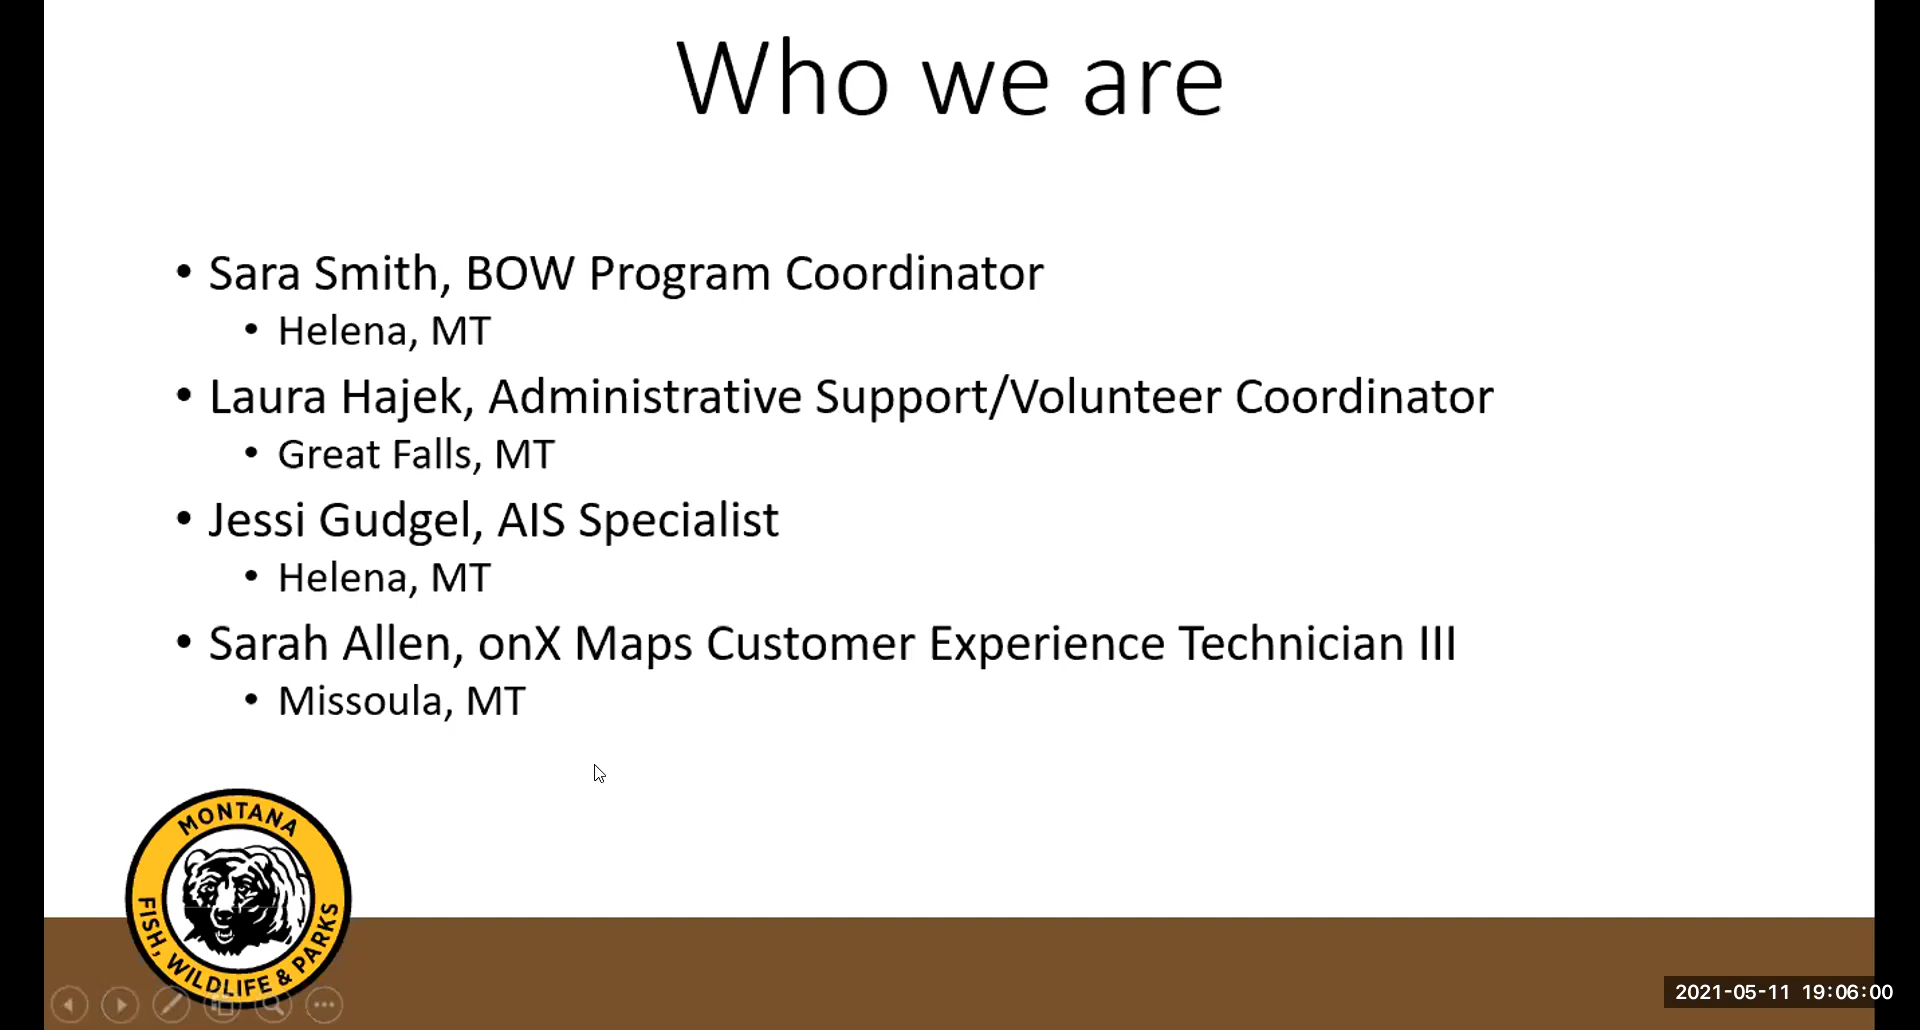 Who we are
• Sara Smith, BOW Program Coordinator
• Helena, MT
• Laura Hajek, Administrative Support/Volunteer Coordinator
• Great Falls, MT
• Jessi Gudgel, AIS Specialist
• Helena, MT
• Sarah Allen, onX Maps Customer Experience Technician III
• Missoula, MT
MONTANA
FISH, WILDLIFE & PARKS
2021-05-11 19:06:00